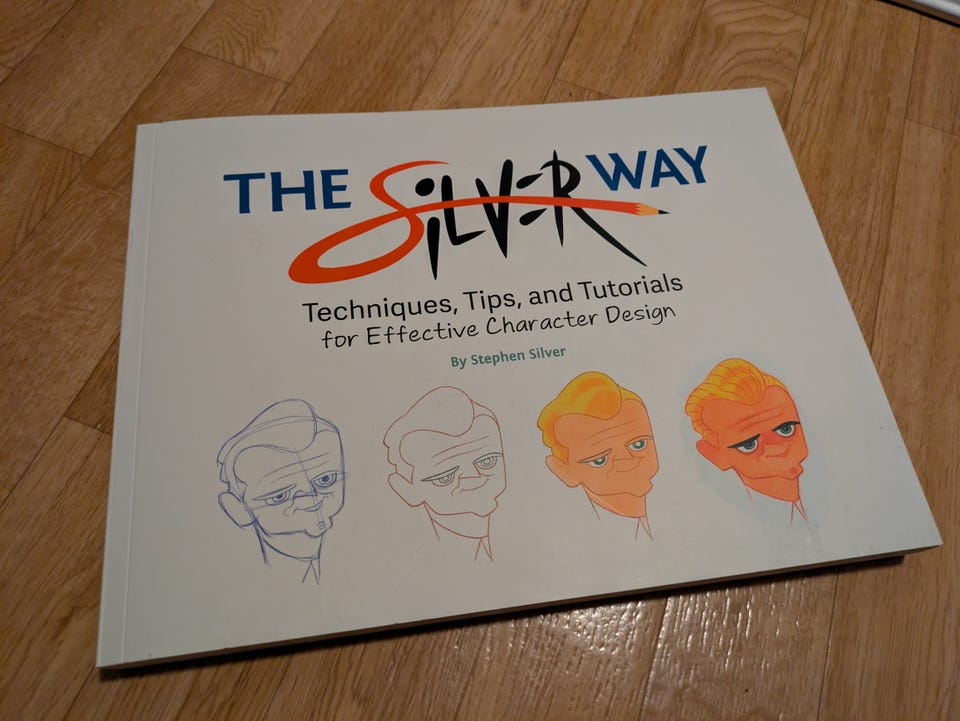 THE SiLVER WAY
Techniques, Tips, and Tutorials
for Effective Character Design
By Stephen Silver